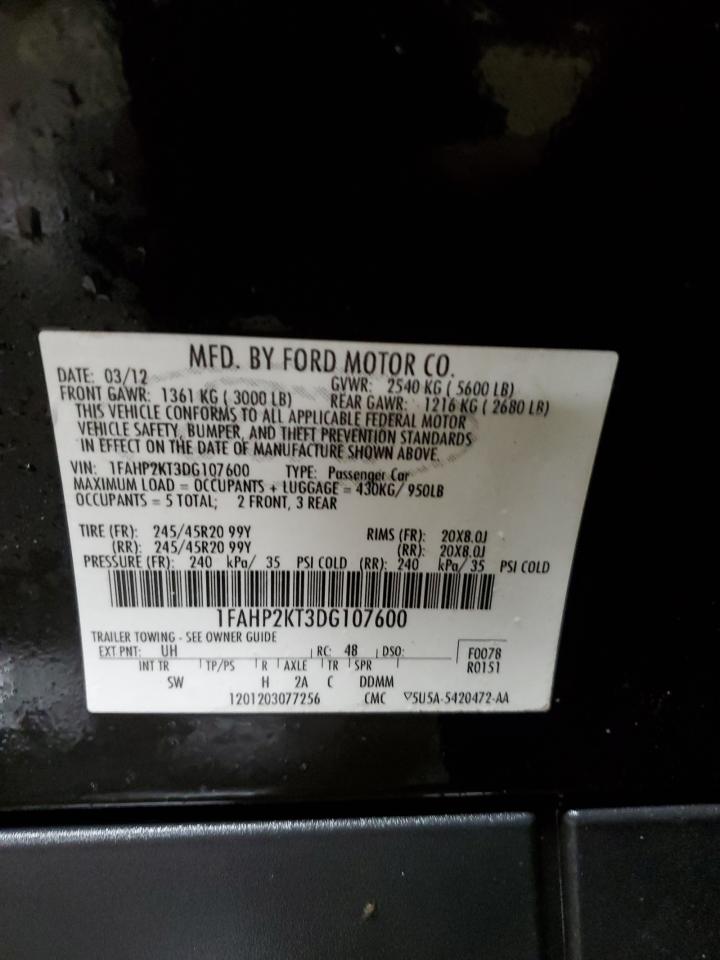 MFD. BY FORD MOTOR CO.
DATE: 03/12 GVWR: 2540 KG ( 5600 LB)
FRONT GAWR: 1361 KG ( 3000 LB) REAR GAWR: 1216 KG ( 2680 LB)
THIS VEHICLE CONFORMS TO ALL APPLICABLE FEDERAL MOTOR
VEHICLE SAFETY, BUMPER, AND THEFT PREVENTION STANDARDS
IN EFFECT ON THE DATE OF MANUFACTURE SHOWN ABOVE.
VIN: 1FAHP2KT3DG107600 TYPE: Passenger Car
MAXIMUM LOAD = OCCUPANTS + LUGGAGE = 430KG/ 950LB
OCCUPANTS = 5 TOTAL; 2 FRONT, 3 REAR
TIRE (FR): 245/45R20 99Y RIMS (FR): 20X8.0J
(RR): 245/45R20 99Y (RR): 20X8.0J
PRESSURE (FR): 240 kPa/ 35 PSI COLD (RR): 240 kPa/ 35 PSI COLD
1FAHP2KT3DG107600
TRAILER TOWING - SEE OWNER GUIDE
EXT PNT: UH RC: 48 DSO: F0078
INT TR TP/PS R AXLE TR SPR R0151
SW H 2A C DDMM
1201203077256 CMC ▽5U5A-5420472-AA